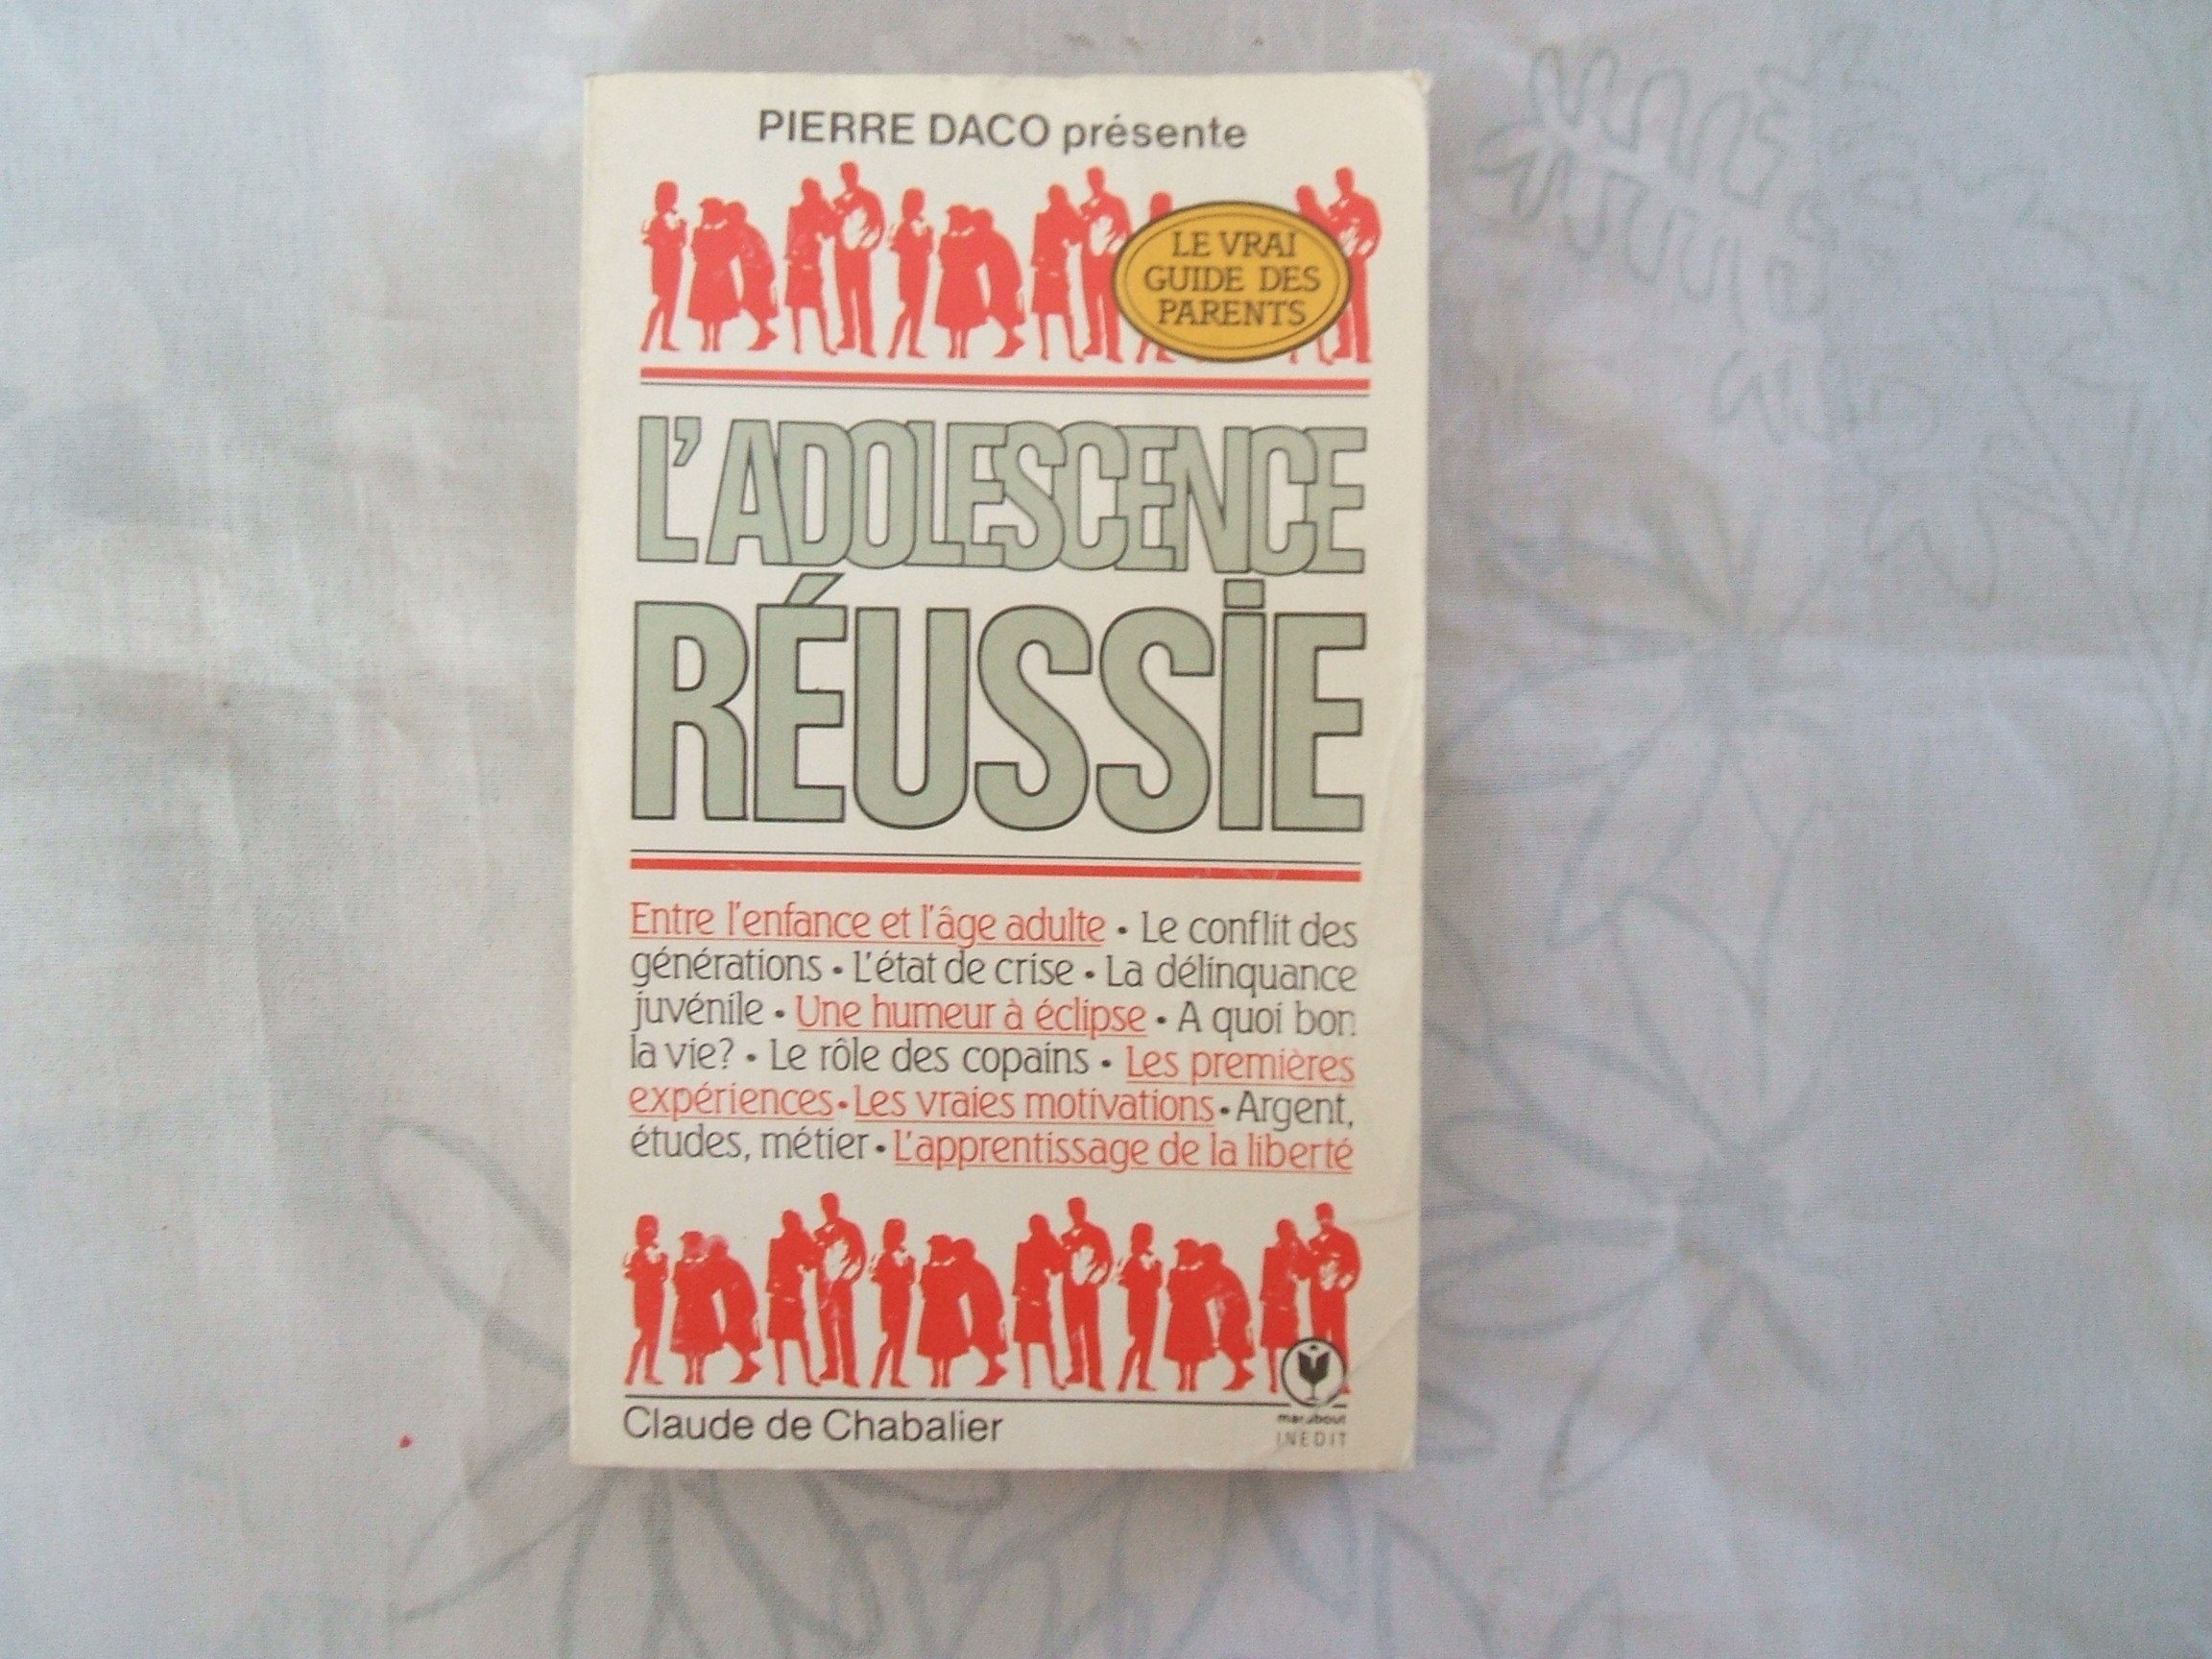 PIERRE DACO présente
LE VRAI
GUIDE DES
PARENTS
L'ADOLESCENCE
RÉUSSIE
Entre l'enfance et l'âge adulte • Le conflit des
générations • L'état de crise • La délinquance
juvénile • Une humeur à éclipse • A quoi bon
la vie? • Le rôle des copains • Les premières
expériences • Les vraies motivations • Argent,
études, métier • L'apprentissage de la liberté
Claude de Chabalier
marabout
INEDIT